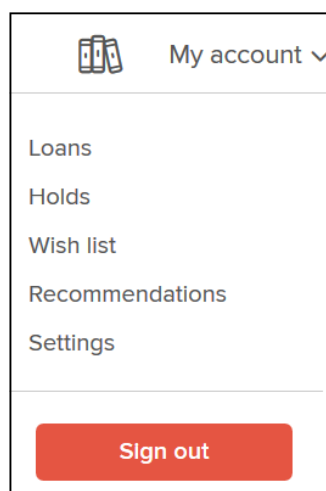 My account
Loans
Holds
Wish list
Recommendations
Settings
Sign out